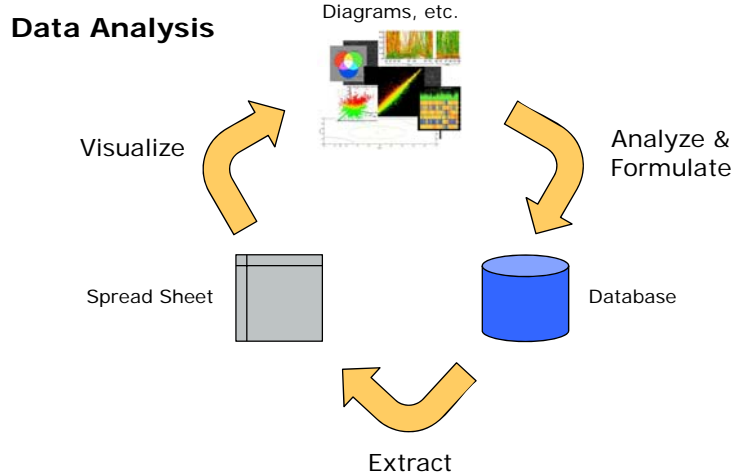 Data Analysis
Diagrams, etc.
Visualize
Analyze &
Formulate
Spread Sheet
Database
Extract